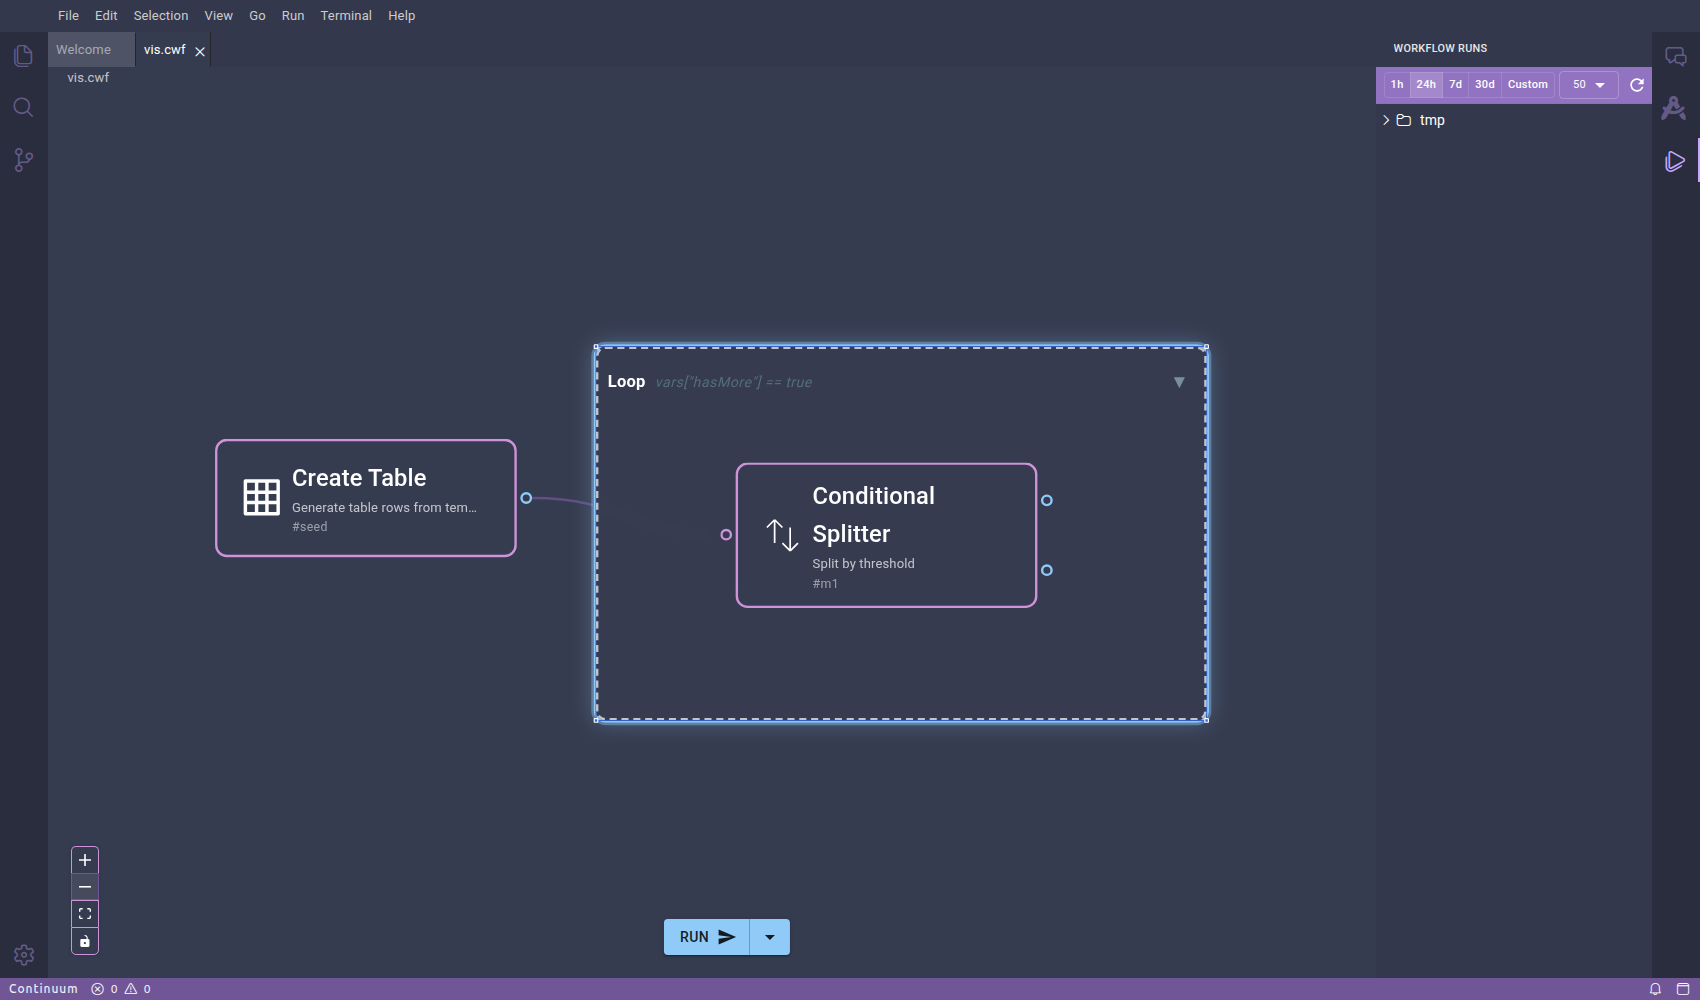 File Edit Selection View Go Run Terminal Help
Welcome vis.cwf
vis.cwf
WORKFLOW RUNS
1h 24h 7d 30d Custom 50
tmp
Loop vars["hasMore"] == true
Create Table
Generate table rows from tem...
#seed
Conditional
Splitter
Split by threshold
#m1
RUN
Continuum 0 0